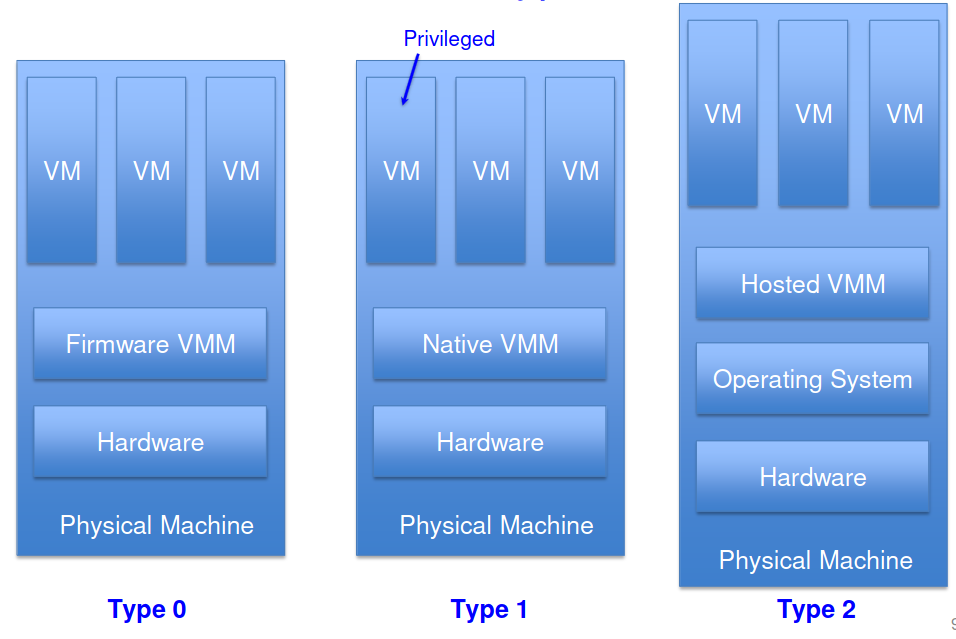 Privileged
VM VM VM
Firmware VMM
Hardware
Physical Machine
Type 0
VM VM VM
Native VMM
Hardware
Physical Machine
Type 1
VM VM VM
Hosted VMM
Operating System
Hardware
Physical Machine
Type 2